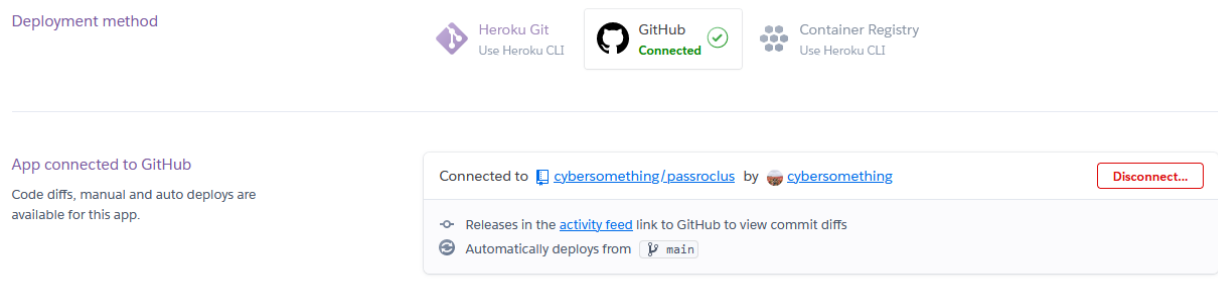 Deployment method
Heroku Git
Use Heroku CLI
GitHub
Connected
Container Registry
Use Heroku CLI
App connected to GitHub
Code diffs, manual and auto deploys are
available for this app.
Connected to cybersomething/passroclus by cybersomething
Disconnect...
Releases in the activity feed link to GitHub to view commit diffs
Automatically deploys from main